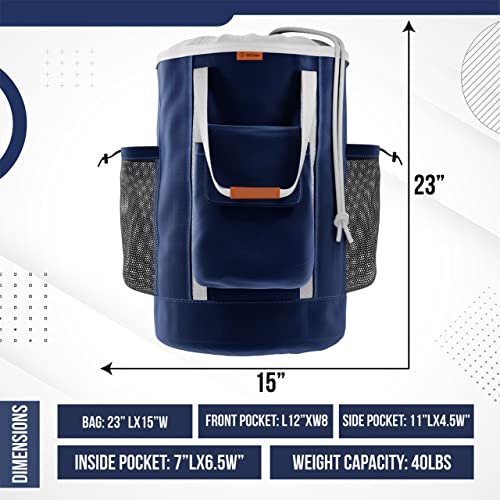 23”
15”
DIMENSIONS
BAG: 23” LX15”W
FRONT POCKET: L12”XW8
SIDE POCKET: 11”LX4.5W”
INSIDE POCKET: 7”LX6.5W”
WEIGHT CAPACITY: 40LBS